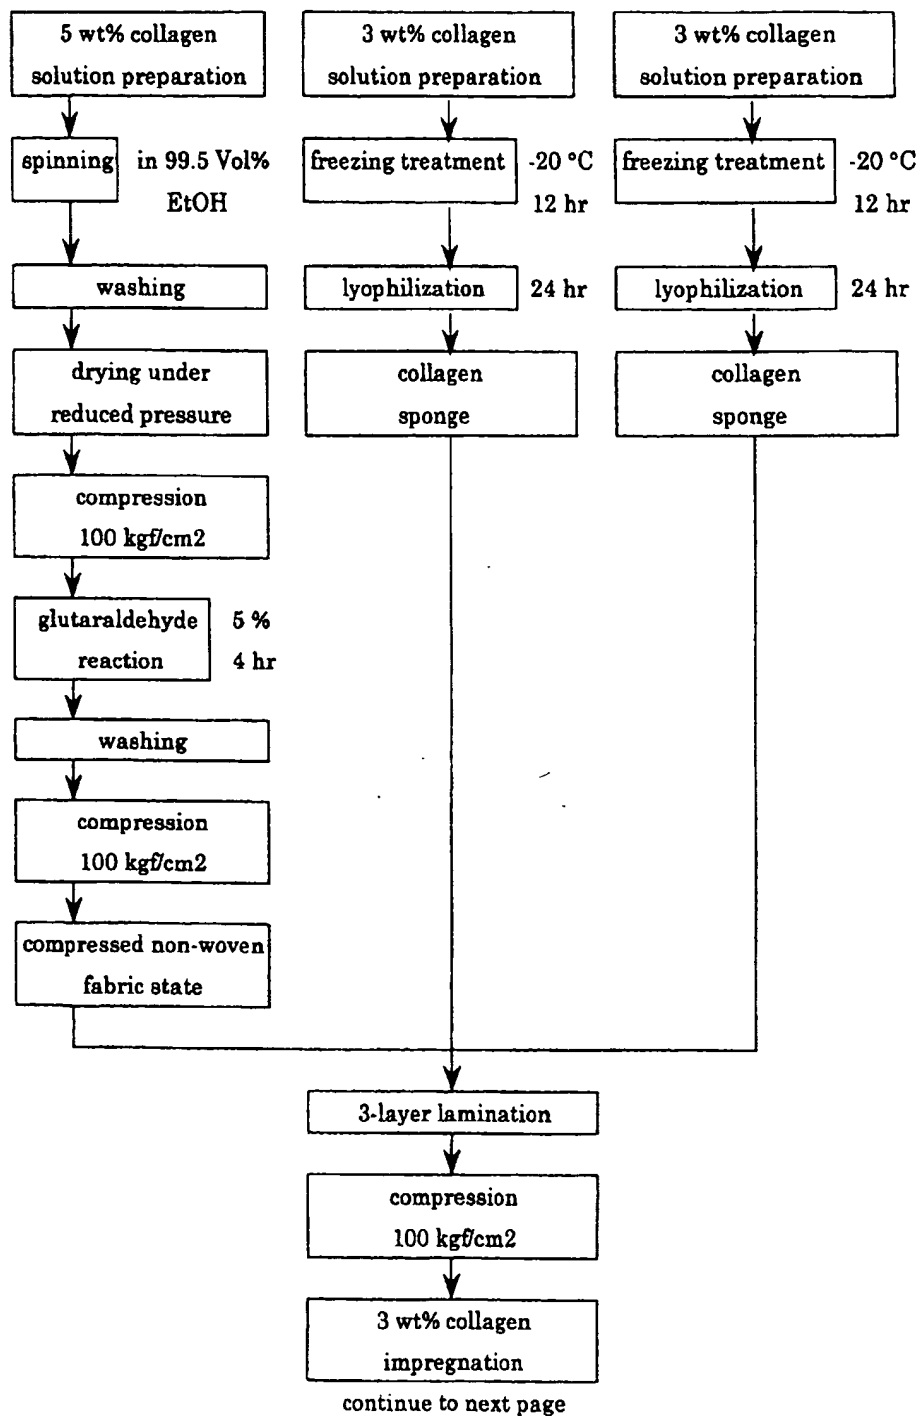 5 wt% collagen
solution preparation
spinning
in 99.5 Vol%
EtOH
washing
drying under
reduced pressure
compression
100 kgf/cm2
glutaraldehyde
reaction
5 %
4 hr
washing
compression
100 kgf/cm2
compressed non-woven
fabric state
3 wt% collagen
solution preparation
freezing treatment
-20 °C
12 hr
lyophilization
24 hr
collagen
sponge
3 wt% collagen
solution preparation
freezing treatment
-20 °C
12 hr
lyophilization
24 hr
collagen
sponge
3-layer lamination
compression
100 kgf/cm2
3 wt% collagen
impregnation
continue to next page